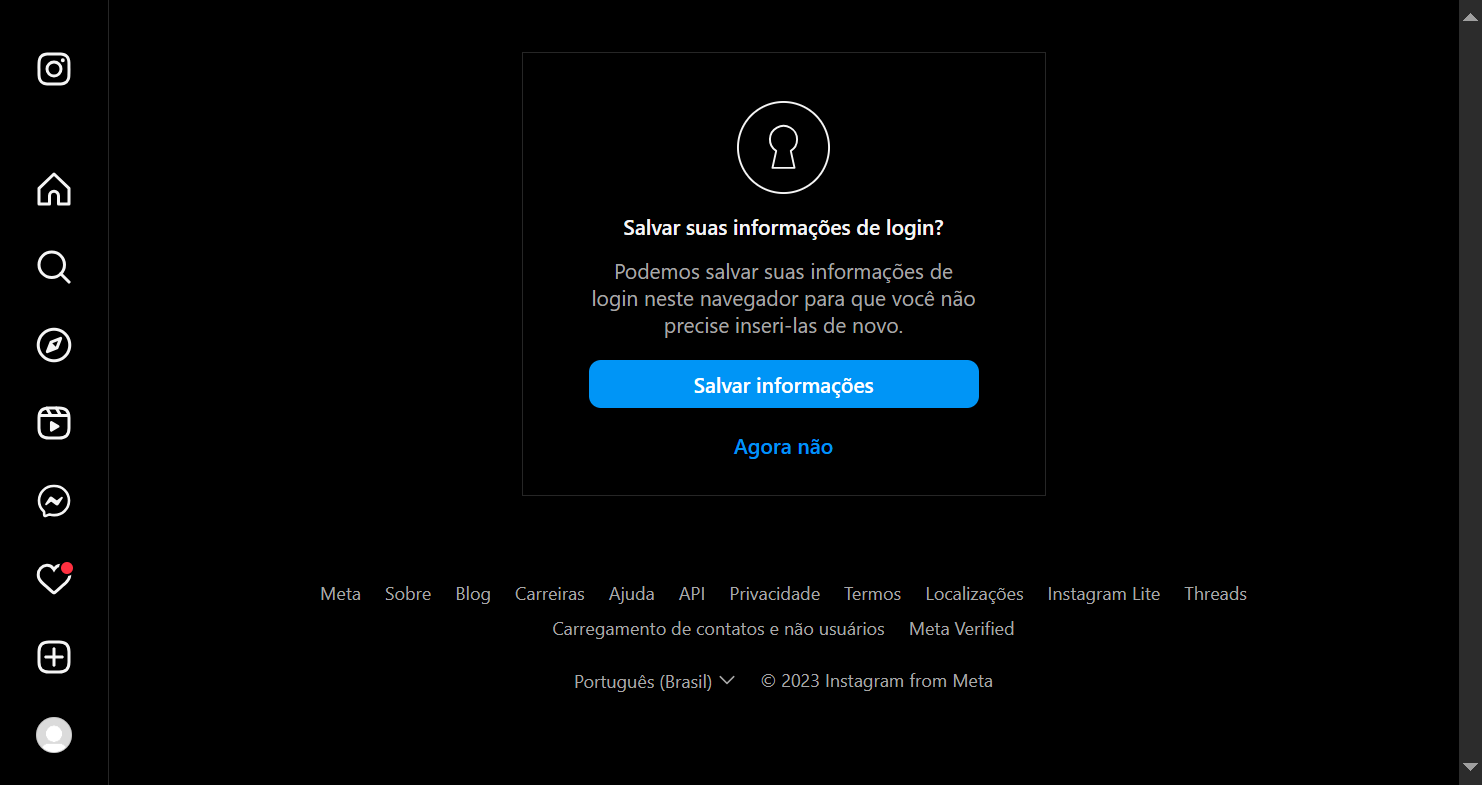 Salvar suas informações de login?
Podemos salvar suas informações de
login neste navegador para que você não
precise inseri-las de novo.
Salvar informações
Agora não
Meta Sobre Blog Carreiras Ajuda API Privacidade Termos Localizações Instagram Lite Threads
Carregamento de contatos e não usuários Meta Verified
Português (Brasil) © 2023 Instagram from Meta